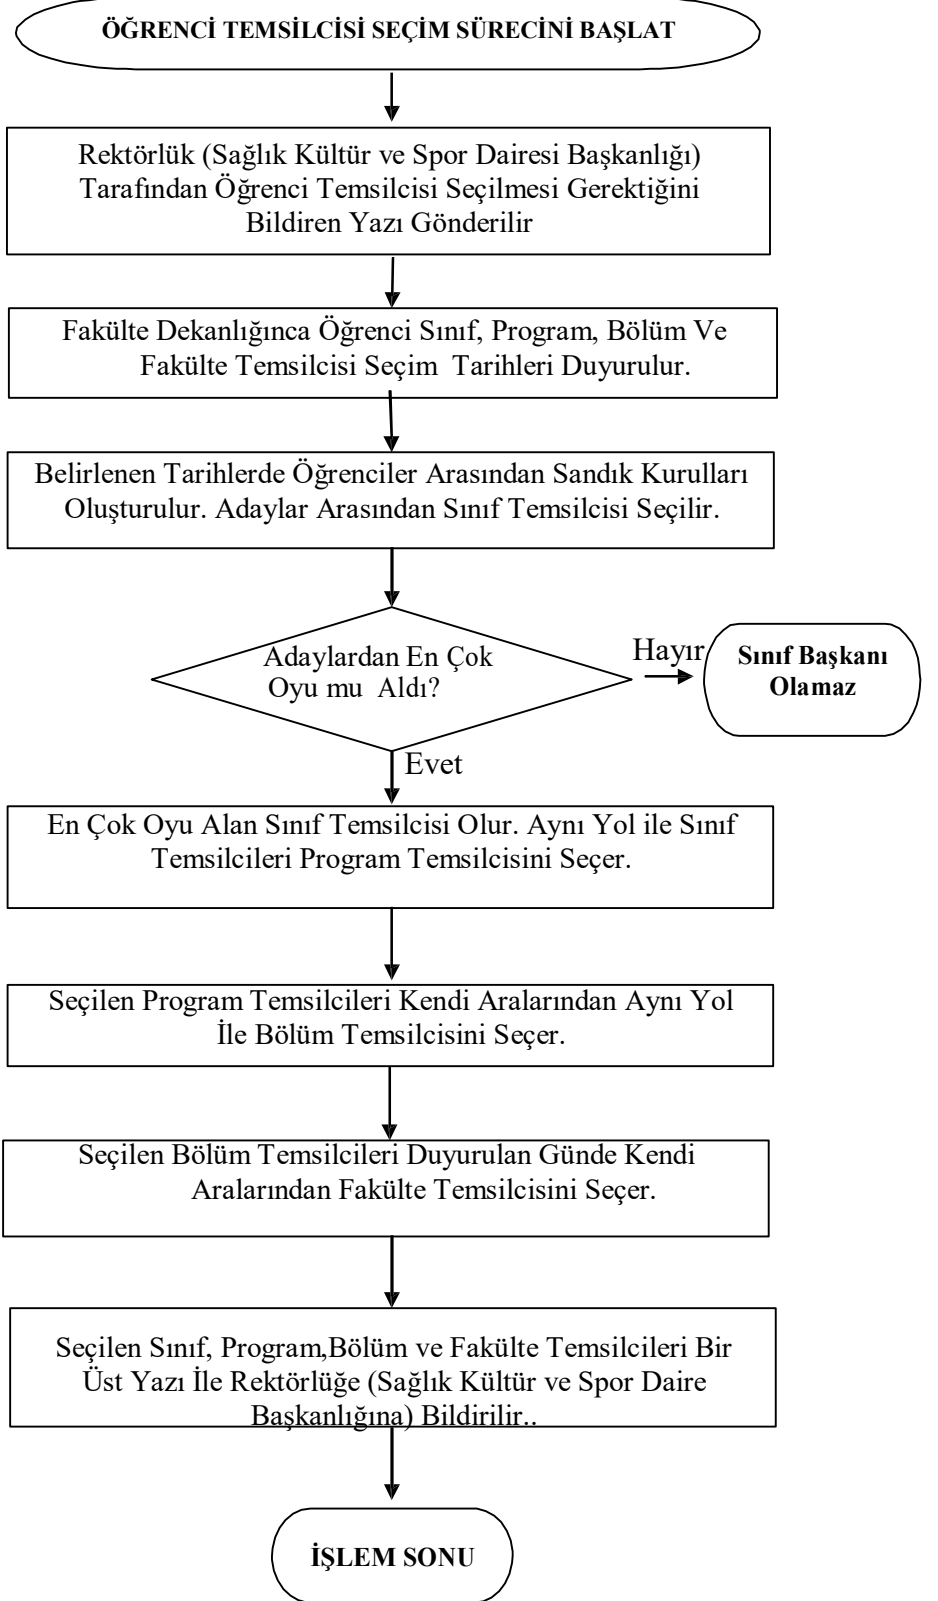 ÖĞRENCİ TEMSİLCİSİ SEÇİM SÜRECİNİ BAŞLAT
Rektörlük (Sağlık Kültür ve Spor Dairesi Başkanlığı)
Tarafından Öğrenci Temsilcisi Seçilmesi Gerektiğini
Bildiren Yazı Gönderilir
Fakülte Dekanlığınca Öğrenci Sınıf, Program, Bölüm Ve
Fakülte Temsilcisi Seçim Tarihleri Duyurulur.
Belirlenen Tarihlerde Öğrenciler Arasından Sandık Kurulları
Oluşturulur. Adaylar Arasından Sınıf Temsilcisi Seçilir.
Adaylardan En Çok
Oyu mu Aldı?
Hayır
Sınıf Başkanı
Olamaz
Evet
En Çok Oyu Alan Sınıf Temsilcisi Olur. Aynı Yol ile Sınıf
Temsilcileri Program Temsilcisini Seçer.
Seçilen Program Temsilcileri Kendi Aralarından Aynı Yol
İle Bölüm Temsilcisini Seçer.
Seçilen Bölüm Temsilcileri Duyurulan Günde Kendi
Aralarından Fakülte Temsilcisini Seçer.
Seçilen Sınıf, Program,Bölüm ve Fakülte Temsilcileri Bir
Üst Yazı İle Rektörlüğe (Sağlık Kültür ve Spor Daire
Başkanlığına) Bildirilir..
İŞLEM SONU